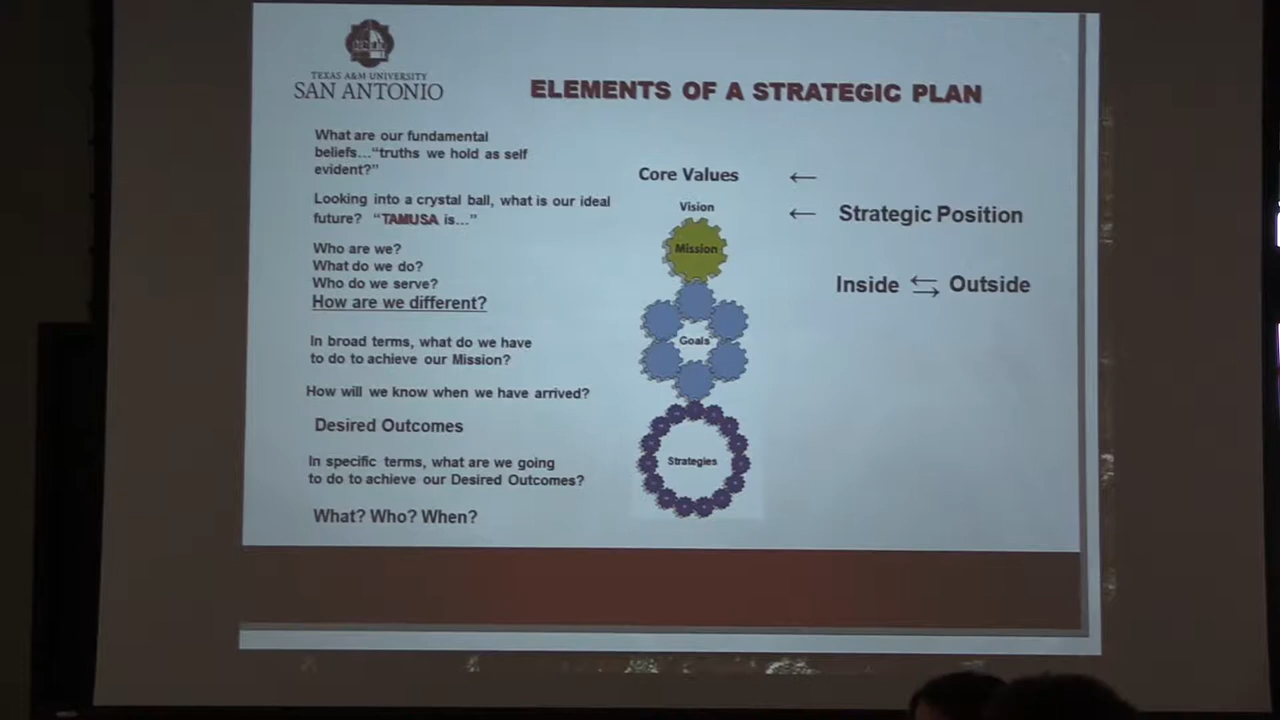 TEXAS A&M UNIVERSITY
SAN ANTONIO
ELEMENTS OF A STRATEGIC PLAN
What are our fundamental
beliefs…“truths we hold as self
evident?”
Looking into a crystal ball, what is our ideal
future? “TAMUSA is…”
Who are we?
What do we do?
Who do we serve?
How are we different?
In broad terms, what do we have
to do to achieve our Mission?
How will we know when we have arrived?
Desired Outcomes
In specific terms, what are we going
to do to achieve our Desired Outcomes?
What? Who? When?
Core Values
Vision
Mission
Goals
Strategies
←
← Strategic Position
Inside ⇆ Outside